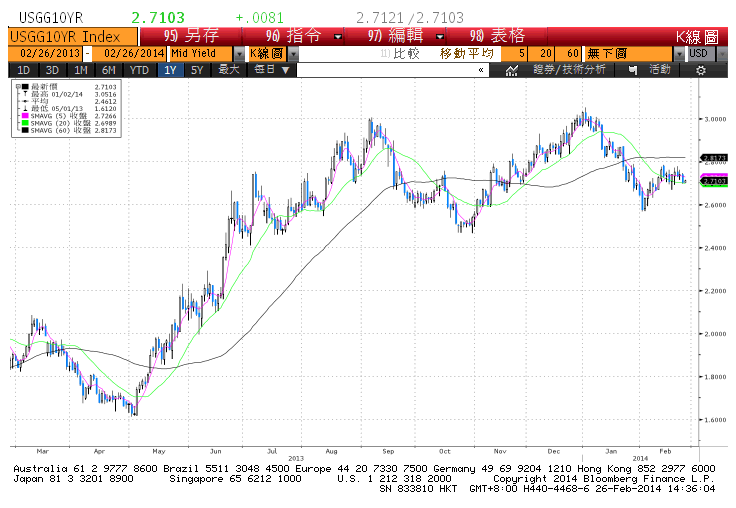 USGG10YR 2.7103 +.0081 2.7121/2.7103
USGG10YR Index 95) 另存 96) 指令 97) 編輯 98) 表格 K線圖
02/26/2013 - 02/26/2014 Mid Yield K線圖 比較 移動平均 5 20 60 無下圖 USD
1D 3D 1M 6M YTD 1Y 5Y 最大 每日 ▼ « 證券/技術分析 活動
最新價 2.7103
最高 01/02/14 3.0516
平均 2.4612
最低 05/01/13 1.6120
SMAVG (5) 收盤 2.7266
SMAVG (20) 收盤 2.6989
SMAVG (60) 收盤 2.8173
3.0000
2.8173
2.8000
2.7103
2.6000
2.4000
2.2000
2.0000
1.8000
1.6000
Mar Apr May Jun Jul Aug Sep Oct Nov Dec Jan Feb
2013 2014
Australia 61 2 9777 8600 Brazil 5511 3048 4500 Europe 44 20 7330 7500 Germany 49 69 9204 1210 Hong Kong 852 2977 6000
Japan 81 3 3201 8900 Singapore 65 6212 1000 U.S. 1 212 318 2000 Copyright 2014 Bloomberg Finance L.P.
SN 833810 HKT GMT+8:00 H440-4468-6 26-Feb-2014 14:36:04